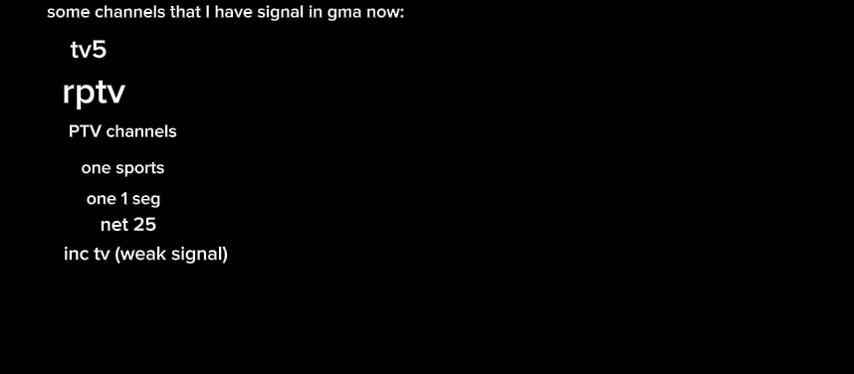 some channels that I have signal in gma now:
tv5
rptv
PTV channels
one sports
one 1 seg
net 25
inc tv (weak signal)